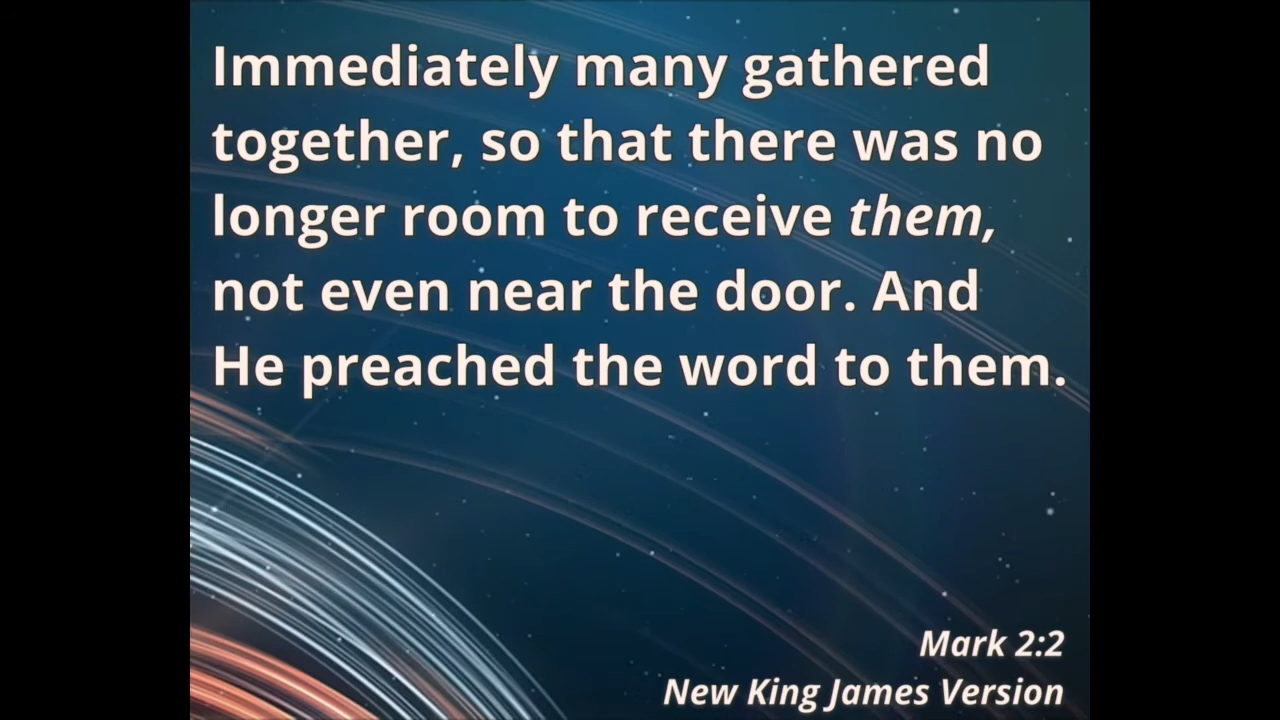 Immediately many gathered
together, so that there was no
longer room to receive them,
not even near the door. And
He preached the word to them.
Mark 2:2
New King James Version